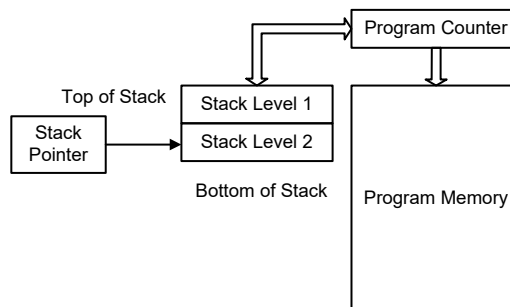 Program Counter
Top of Stack
Stack Level 1
Stack
Pointer
Stack Level 2
Bottom of Stack
Program Memory